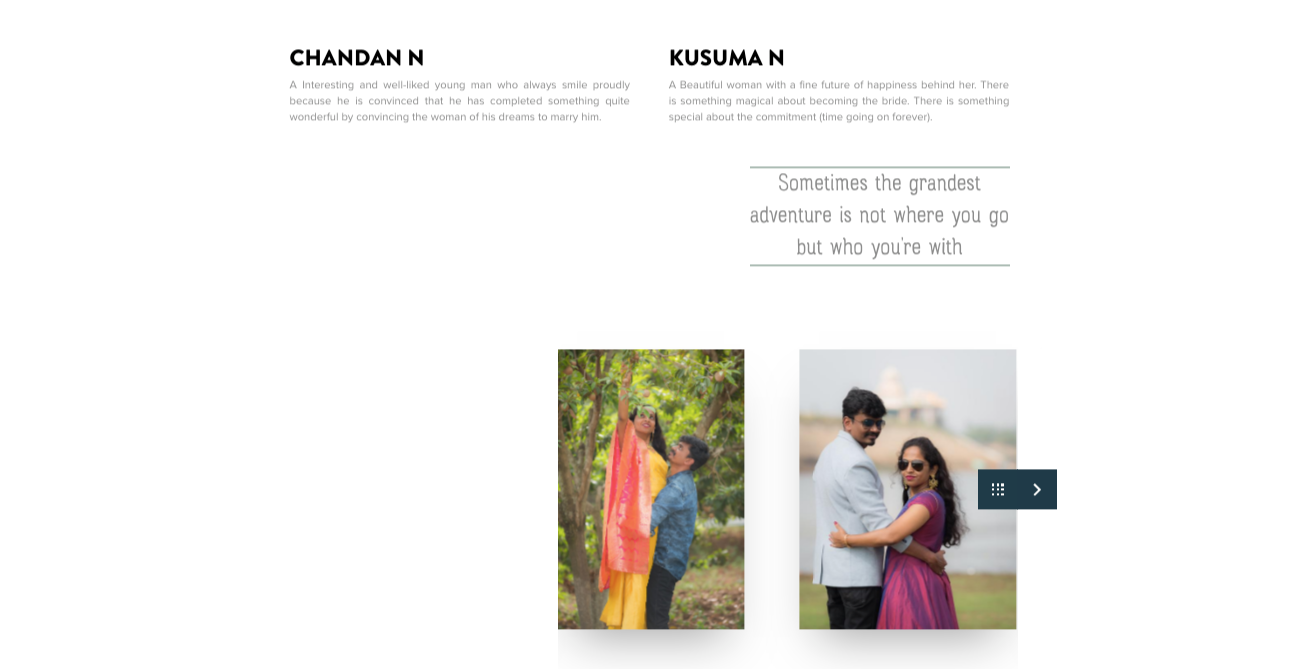 CHANDAN N
A Interesting and well-liked young man who always smile proudly
because he is convinced that he has completed something quite
wonderful by convincing the woman of his dreams to marry him.
KUSUMA N
A Beautiful woman with a fine future of happiness behind her. There
is something magical about becoming the bride. There is something
special about the commitment (time going on forever).
Sometimes the grandest
adventure is not where you go
but who you're with